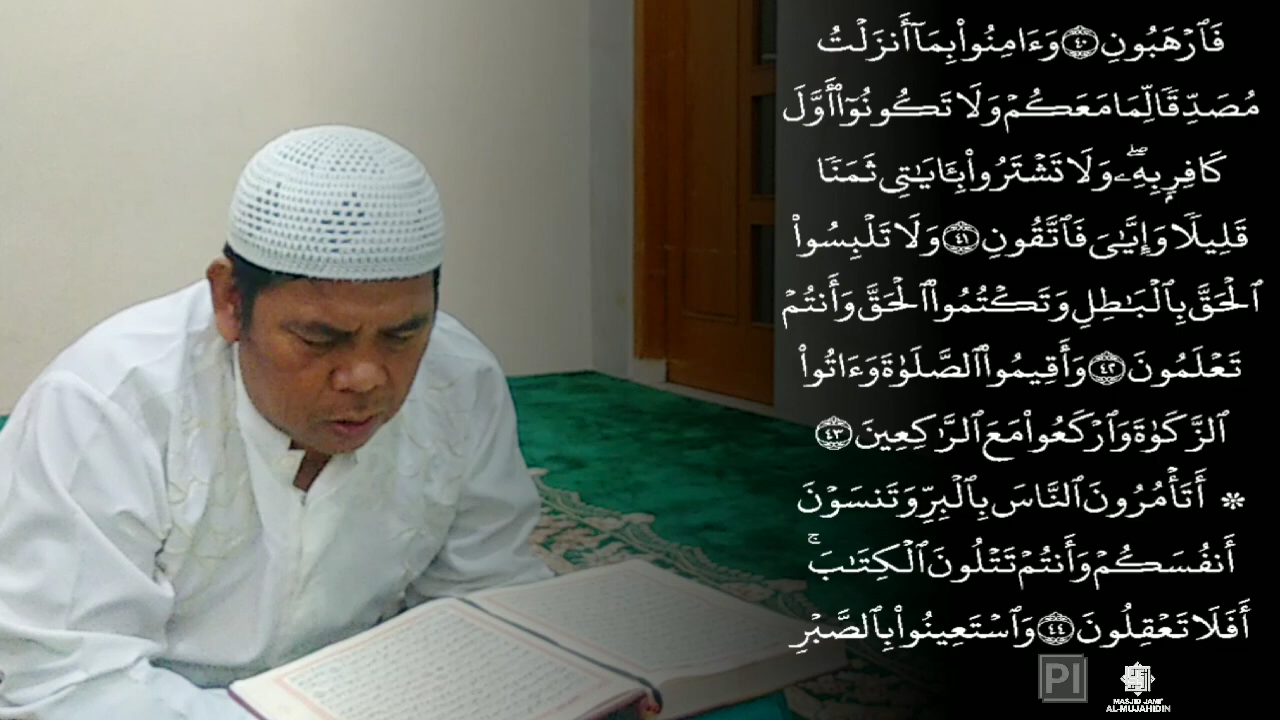 فَٱرْهَبُونِ ٤٠ وَءَامِنُوا۟ بِمَآ أَنزَلْتُ
مُصَدِّقًا لِّمَا مَعَكُمْ وَلَا تَكُونُوٓا۟ أَوَّلَ
كَافِرٍۭ بِهِۦ ۖ وَلَا تَشْتَرُوا۟ بِـَٔايَـٰتِى ثَمَنًا
قَلِيلًا وَإِيَّـٰىَ فَٱتَّقُونِ ٤١ وَلَا تَلْبِسُوا۟
ٱلْحَقَّ بِٱلْبَـٰطِلِ وَتَكْتُمُوا۟ ٱلْحَقَّ وَأَنتُمْ
تَعْلَمُونَ ٤٢ وَأَقِيمُوا۟ ٱلصَّلَوٰةَ وَءَاتُوا۟
ٱلزَّكَوٰةَ وَٱرْكَعُوا۟ مَعَ ٱلرَّٰكِعِينَ ٤٣
* أَتَأْمُرُونَ ٱلنَّاسَ بِٱلْبِرِّ وَتَنسَوْنَ
أَنفُسَكُمْ وَأَنتُمْ تَتْلُونَ ٱلْكِتَـٰبَ ۚ
أَفَلَا تَعْقِلُونَ ٤٤ وَٱسْتَعِينُوا۟ بِٱلصَّبْرِ
PI
MASJID JAMI'
AL-MUJAHIDIN